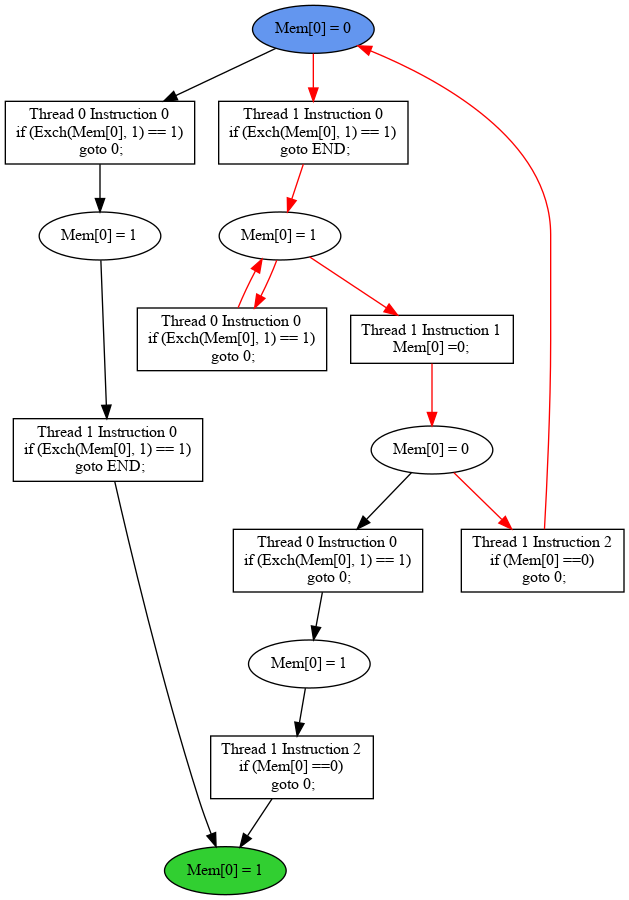 Mem[0] = 0
Thread 0 Instruction 0
if (Exch(Mem[0], 1) == 1)
goto 0;
Thread 1 Instruction 0
if (Exch(Mem[0], 1) == 1)
goto END;
Mem[0] = 1
Mem[0] = 1
Thread 0 Instruction 0
if (Exch(Mem[0], 1) == 1)
goto 0;
Thread 1 Instruction 1
Mem[0] =0;
Thread 1 Instruction 0
if (Exch(Mem[0], 1) == 1)
goto END;
Mem[0] = 0
Thread 0 Instruction 0
if (Exch(Mem[0], 1) == 1)
goto 0;
Thread 1 Instruction 2
if (Mem[0] ==0)
goto 0;
Mem[0] = 1
Thread 1 Instruction 2
if (Mem[0] ==0)
goto 0;
Mem[0] = 1